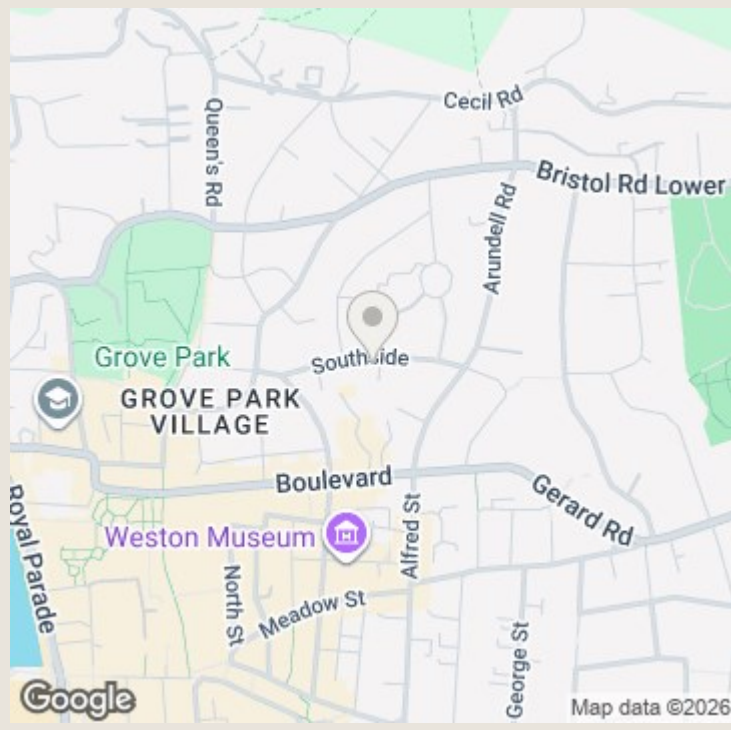 Cecil Rd
Queen's Rd
Bristol Rd Lower
Arundell Rd
Grove Park
Southside
GROVE PARK
VILLAGE
Boulevard
Gerard Rd
Royal Parade
Weston Museum
Alfred St
North St
Meadow St
George St
Google
Map data ©2026